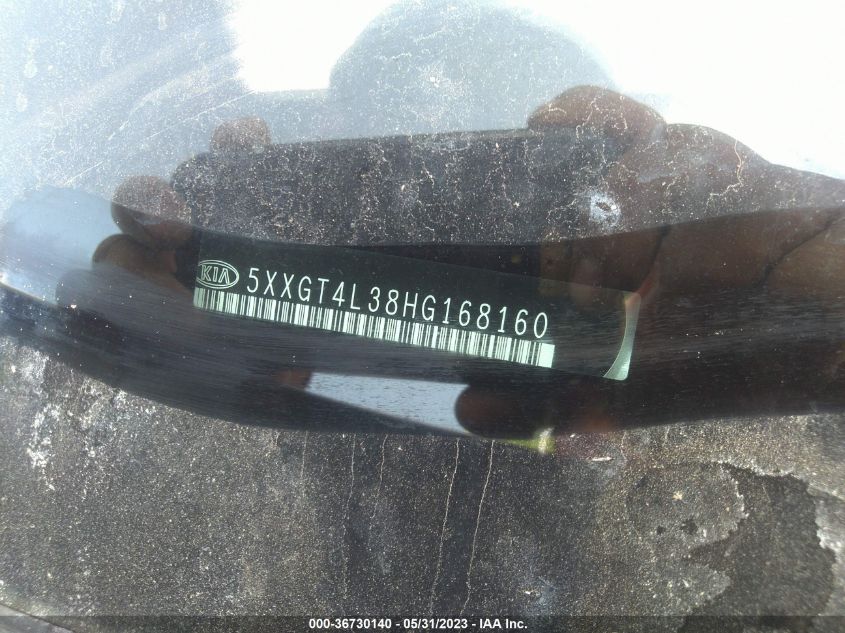 KIA 5XXGT4L38HG168160
000-36730140 - 05/31/2023 - IAA Inc.